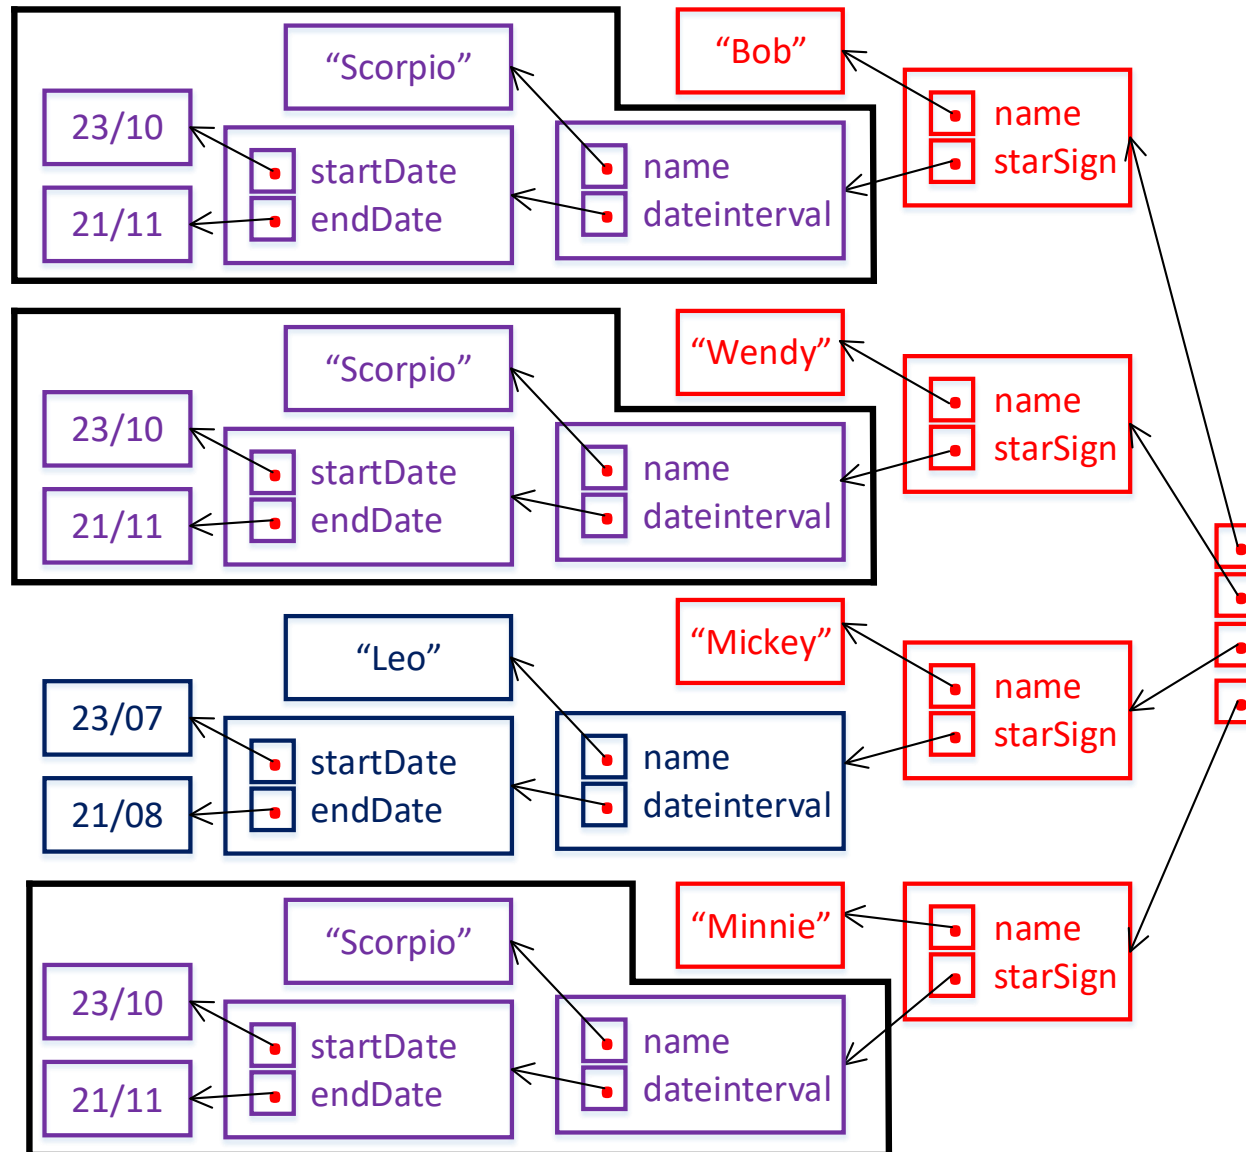 “Bob”
“Scorpio”
23/10
name
startDate
name
starSign
21/11
endDate
dateinterval
“Wendy”
“Scorpio”
name
23/10
startDate
name
starSign
21/11
endDate
dateinterval
“Mickey”
“Leo”
name
23/07
startDate
name
starSign
21/08
endDate
dateinterval
“Minnie”
“Scorpio”
name
23/10
startDate
name
starSign
21/11
endDate
dateinterval